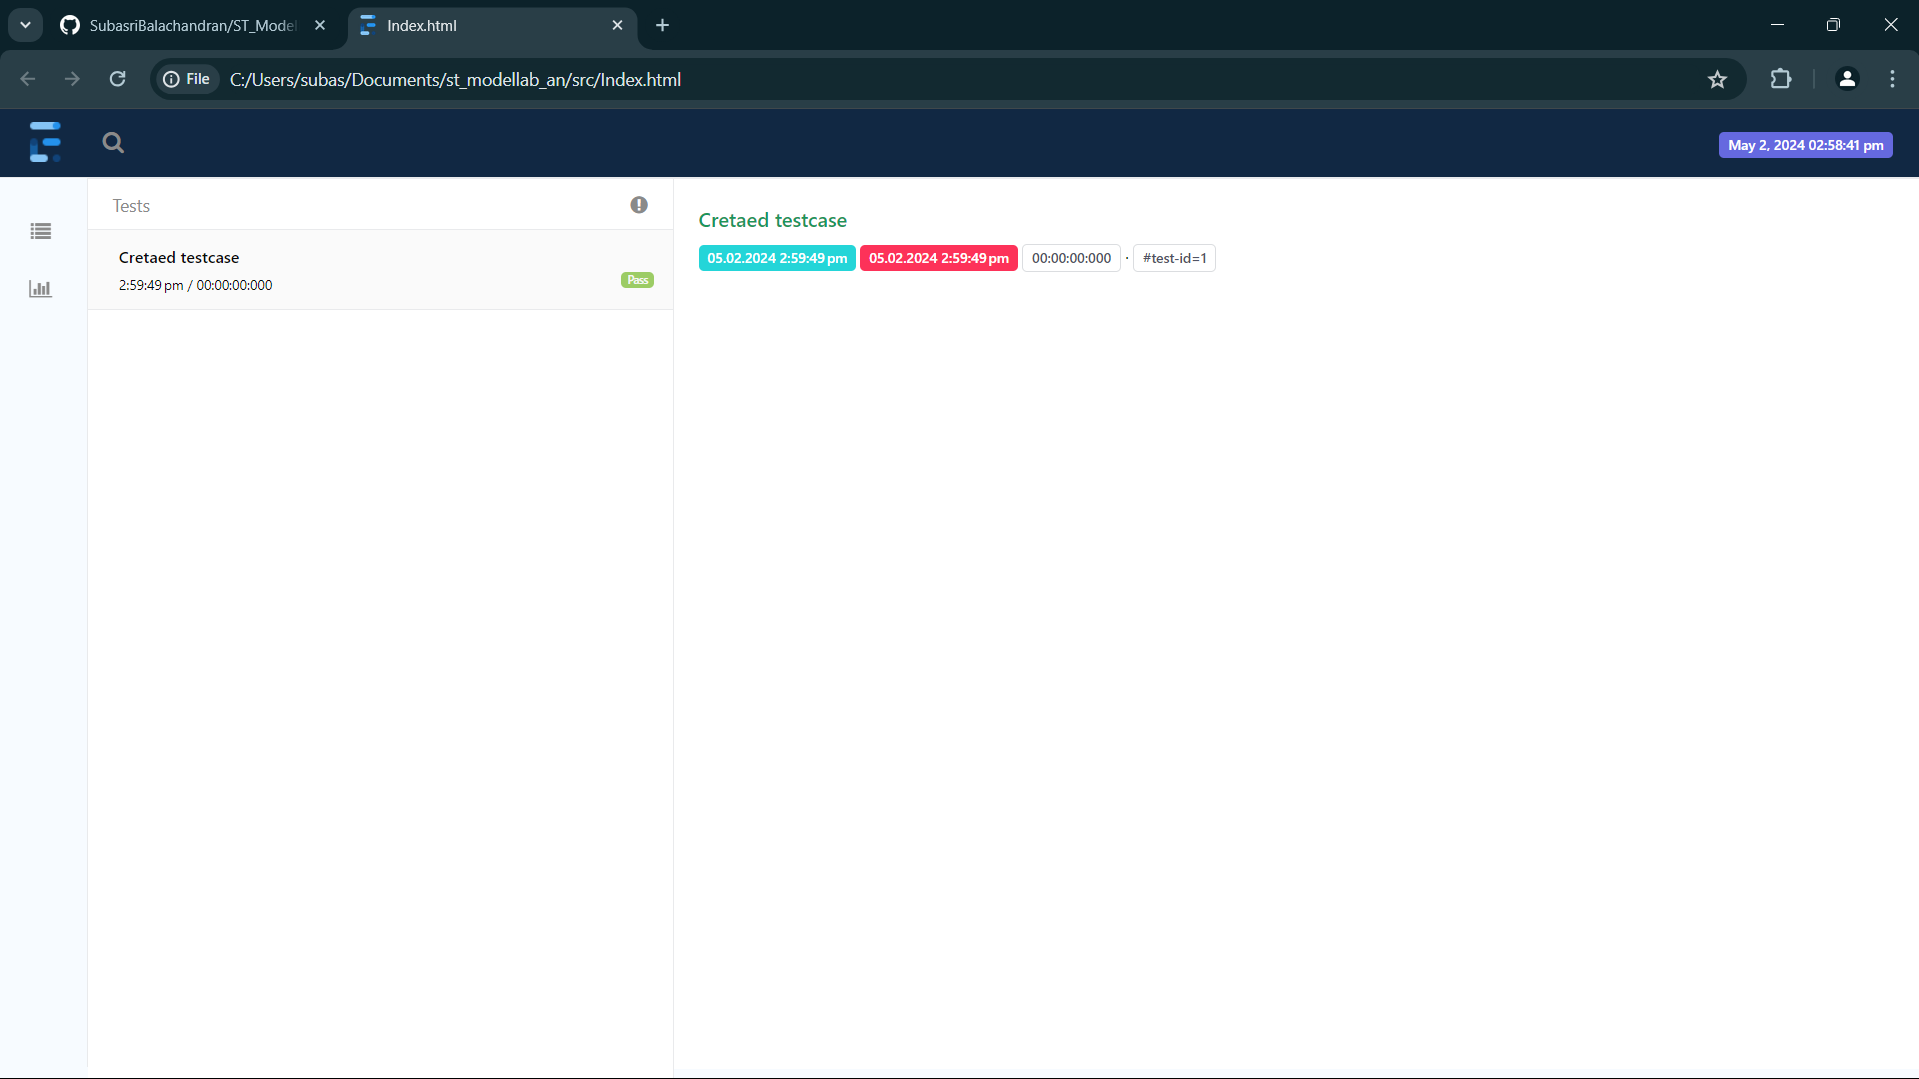 SubasriBalachandran/ST_Model
Index.html
File
C:/Users/subas/Documents/st_modellab_an/src/Index.html
May 2, 2024 02:58:41 pm
Tests
Cretaed testcase
2:59:49 pm / 00:00:00:000
Pass
Cretaed testcase
05.02.2024 2:59:49 pm 05.02.2024 2:59:49 pm 00:00:00:000 · #test-id=1